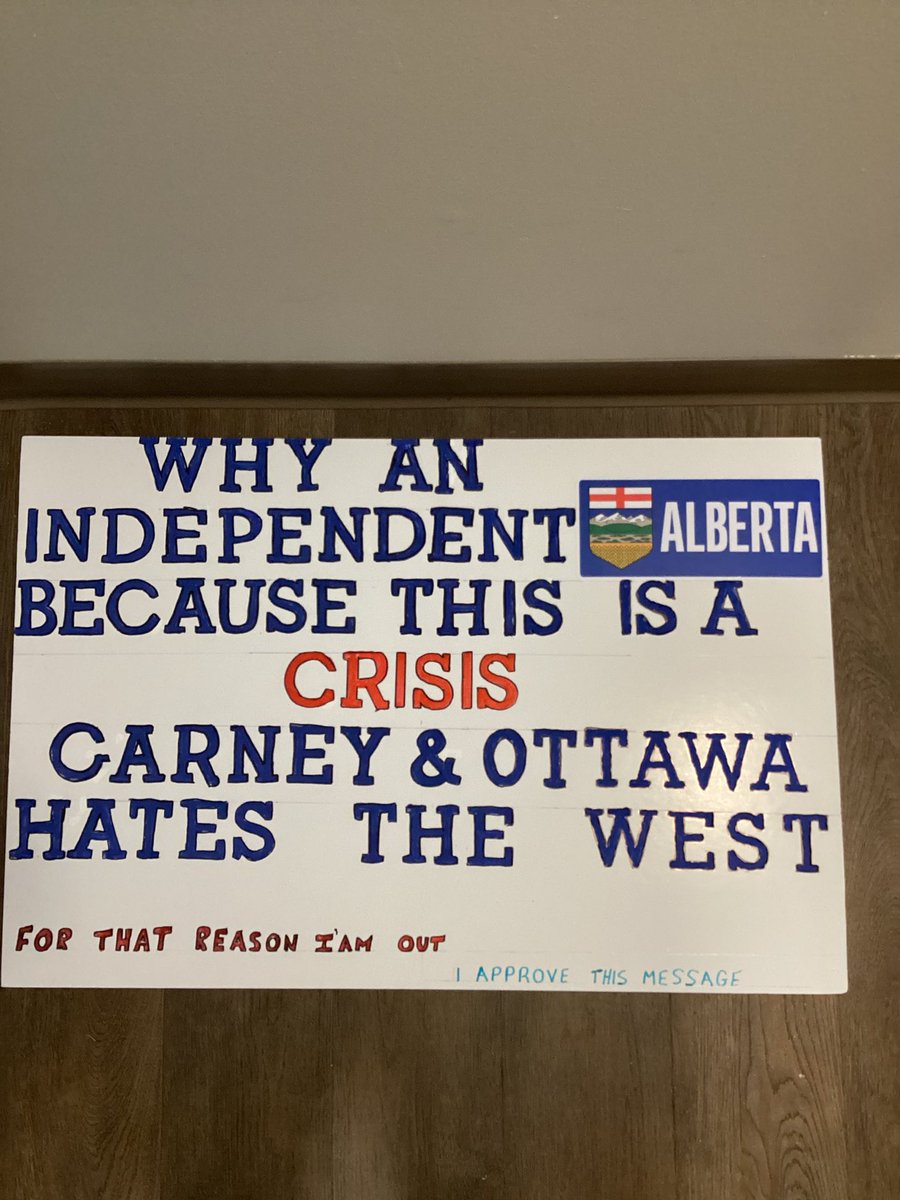 WHY AN
INDEPENDENT ALBERTA
BECAUSE THIS IS A
CRISIS
CARNEY & OTTAWA
HATES THE WEST
FOR THAT REASON I'AM OUT
I APPROVE THIS MESSAGE